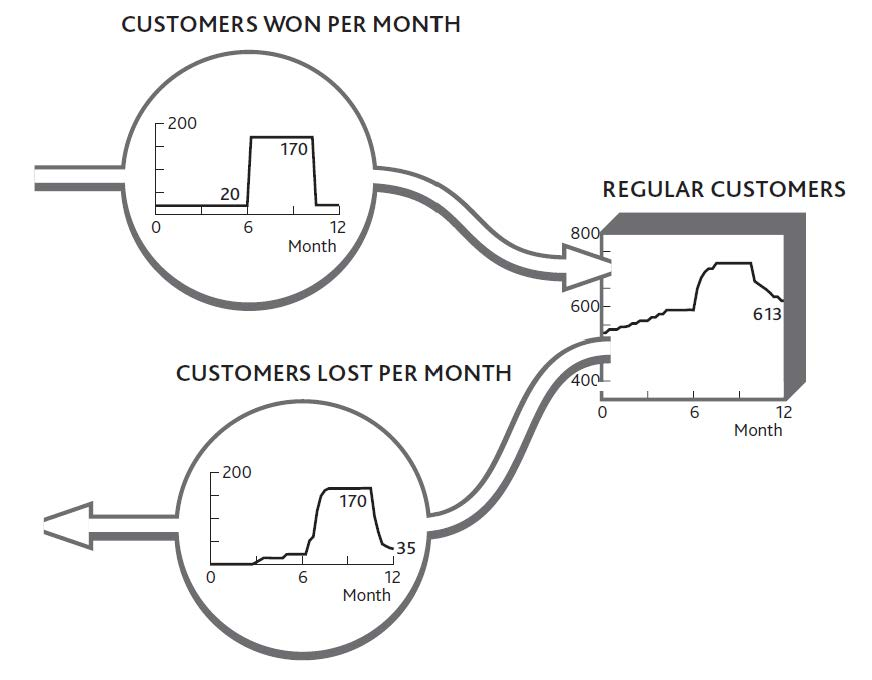 CUSTOMERS WON PER MONTH
200
170
20
0 6 12
Month
REGULAR CUSTOMERS
800
600
613
400
0 6 12
Month
CUSTOMERS LOST PER MONTH
200
170
35
0 6 12
Month